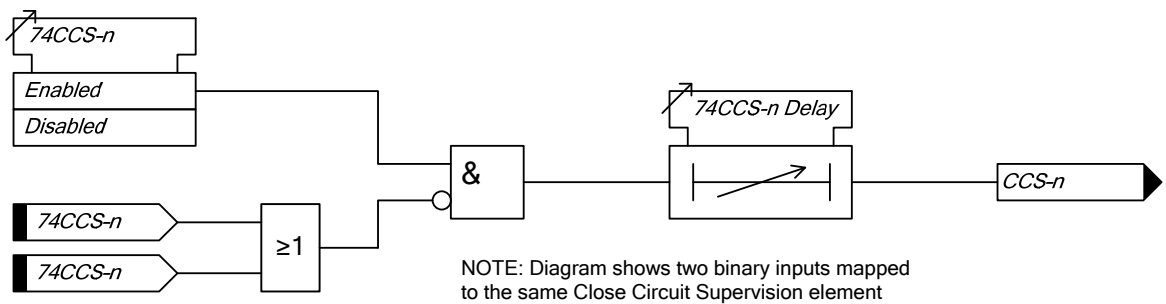 74CCS-n
Enabled
Disabled
74CCS-n
74CCS-n
≥1
&
74CCS-n Delay
CCS-n
NOTE: Diagram shows two binary inputs mapped
to the same Close Circuit Supervision element